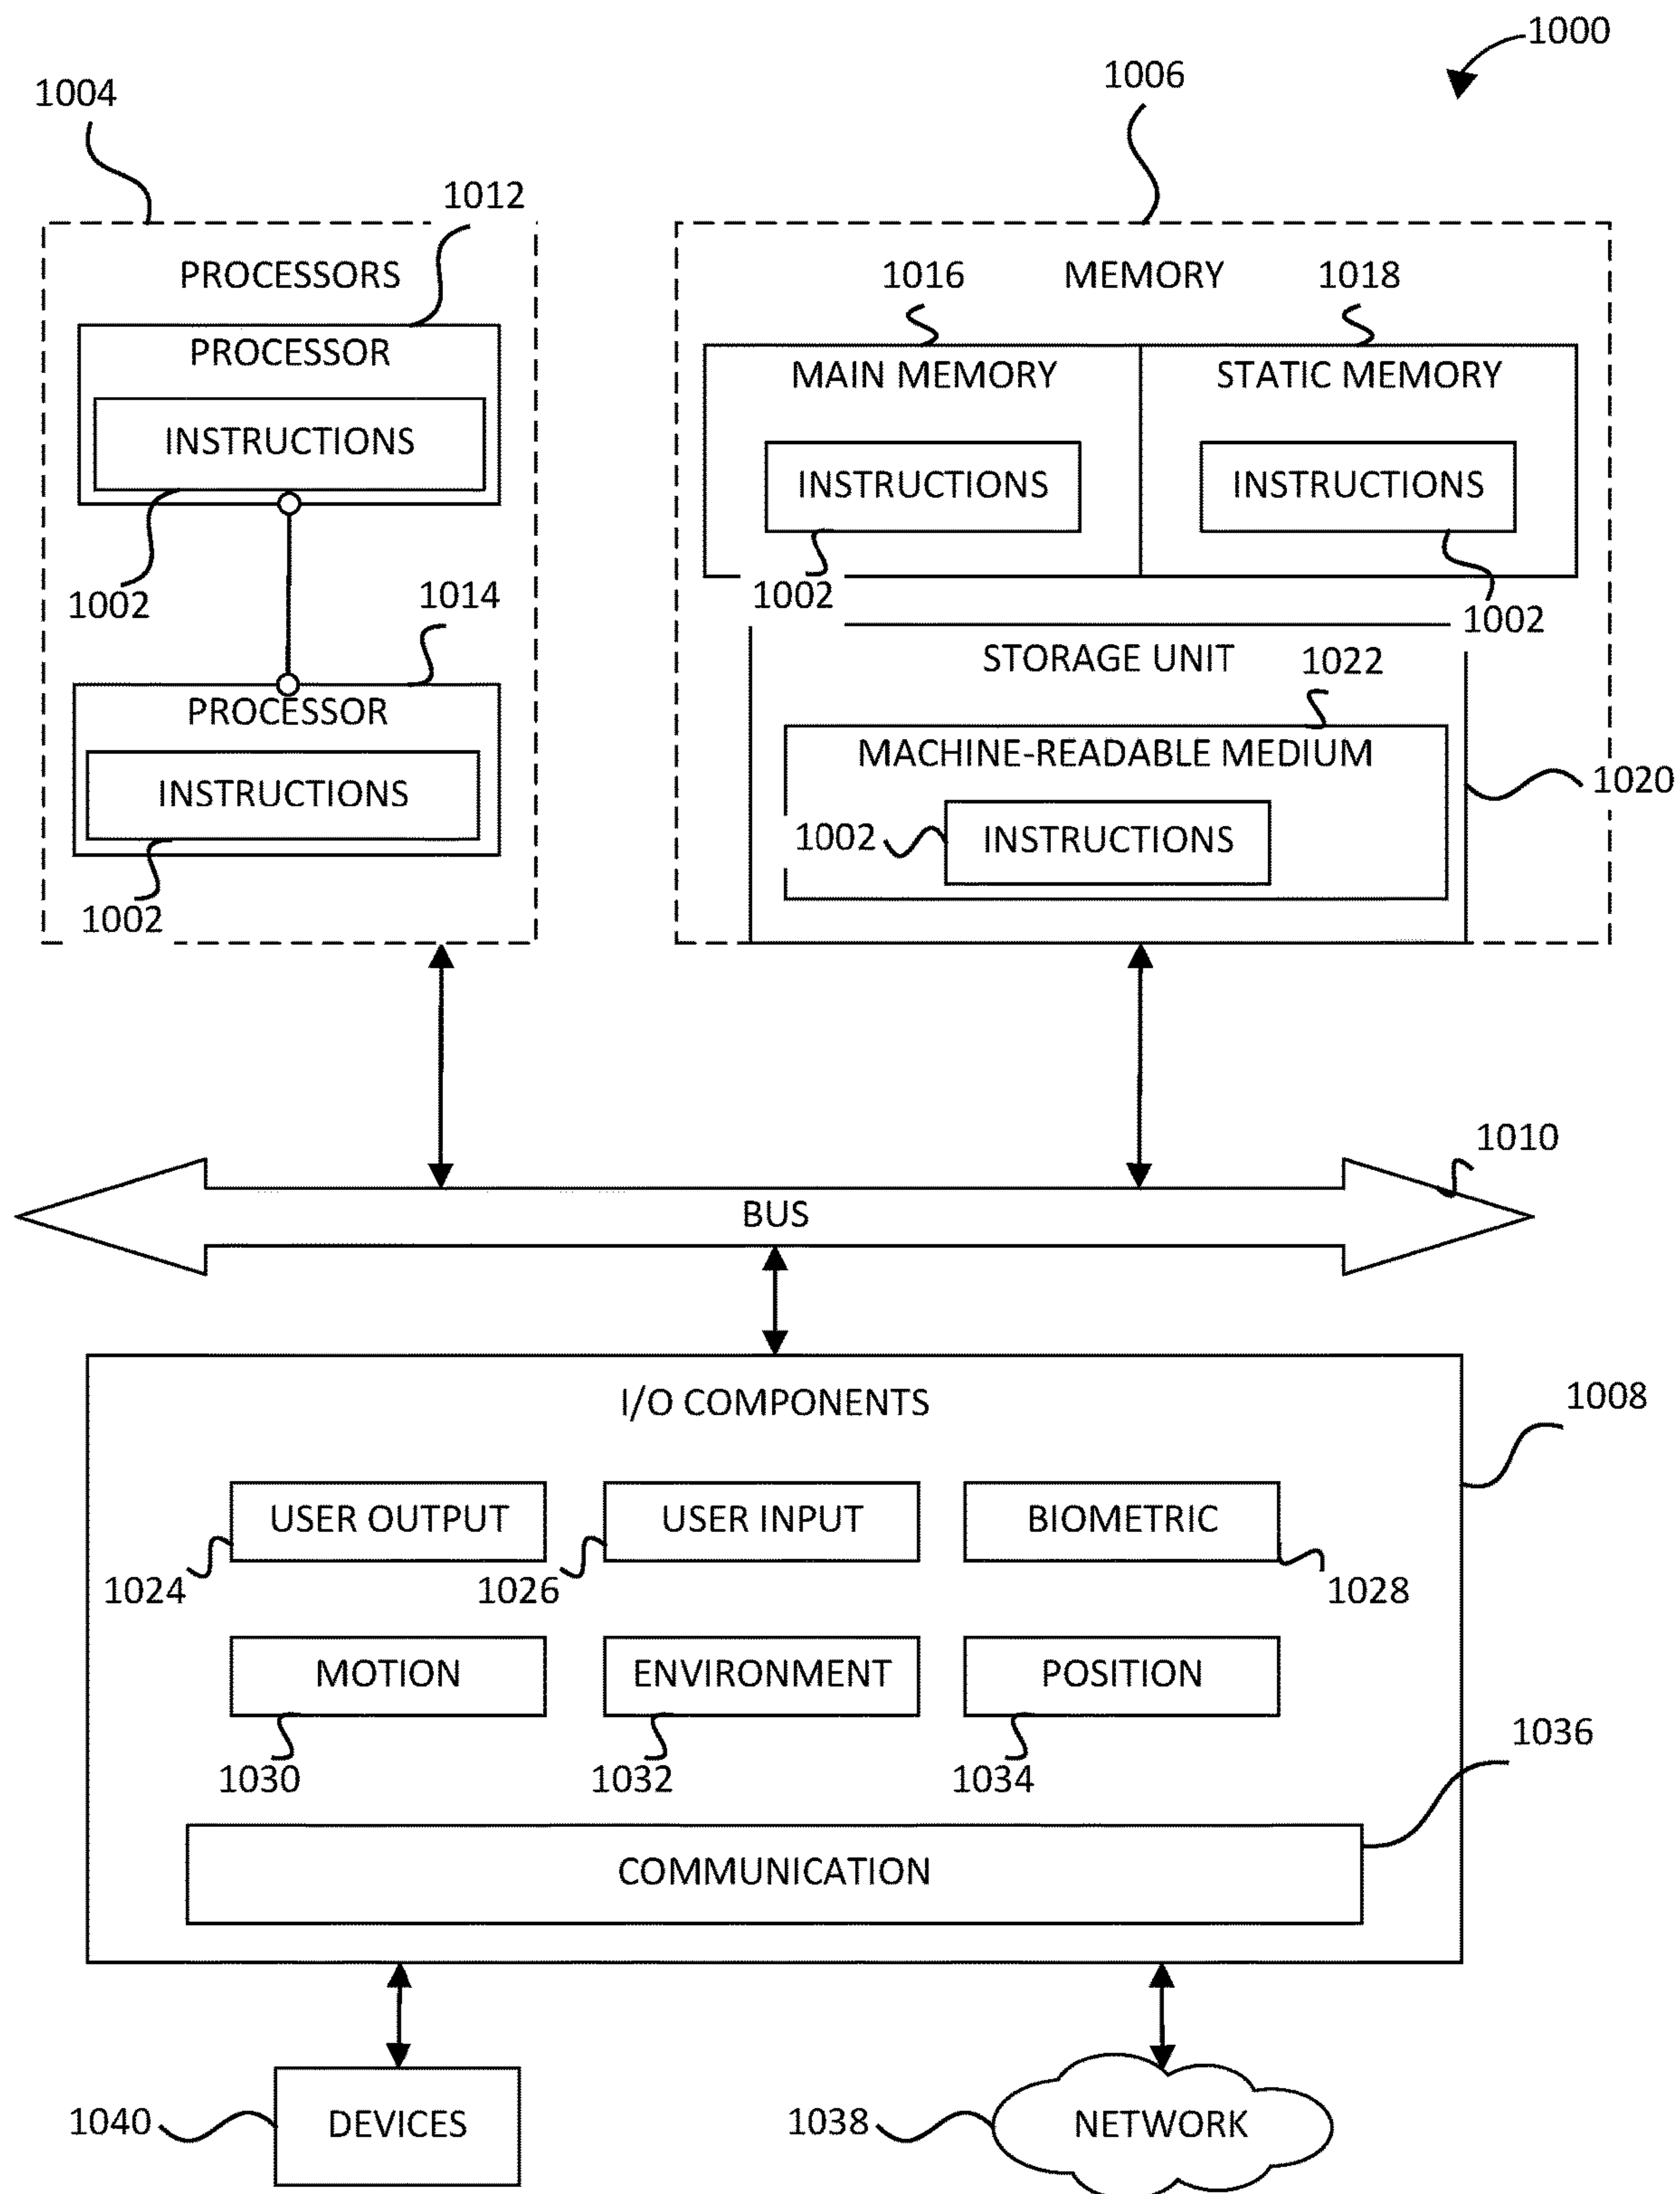 1000
1006
1004
1012
PROCESSORS
PROCESSOR
INSTRUCTIONS
1002
1014
PROCESSOR
INSTRUCTIONS
1002
1016
MEMORY
1018
MAIN MEMORY
STATIC MEMORY
INSTRUCTIONS
INSTRUCTIONS
1002
1002
STORAGE UNIT
1022
MACHINE-READABLE MEDIUM
1020
1002
INSTRUCTIONS
1010
BUS
I/O COMPONENTS
1008
USER OUTPUT
USER INPUT
BIOMETRIC
1024
1026
1028
MOTION
ENVIRONMENT
POSITION
1030
1032
1034
1036
COMMUNICATION
1040
DEVICES
1038
NETWORK